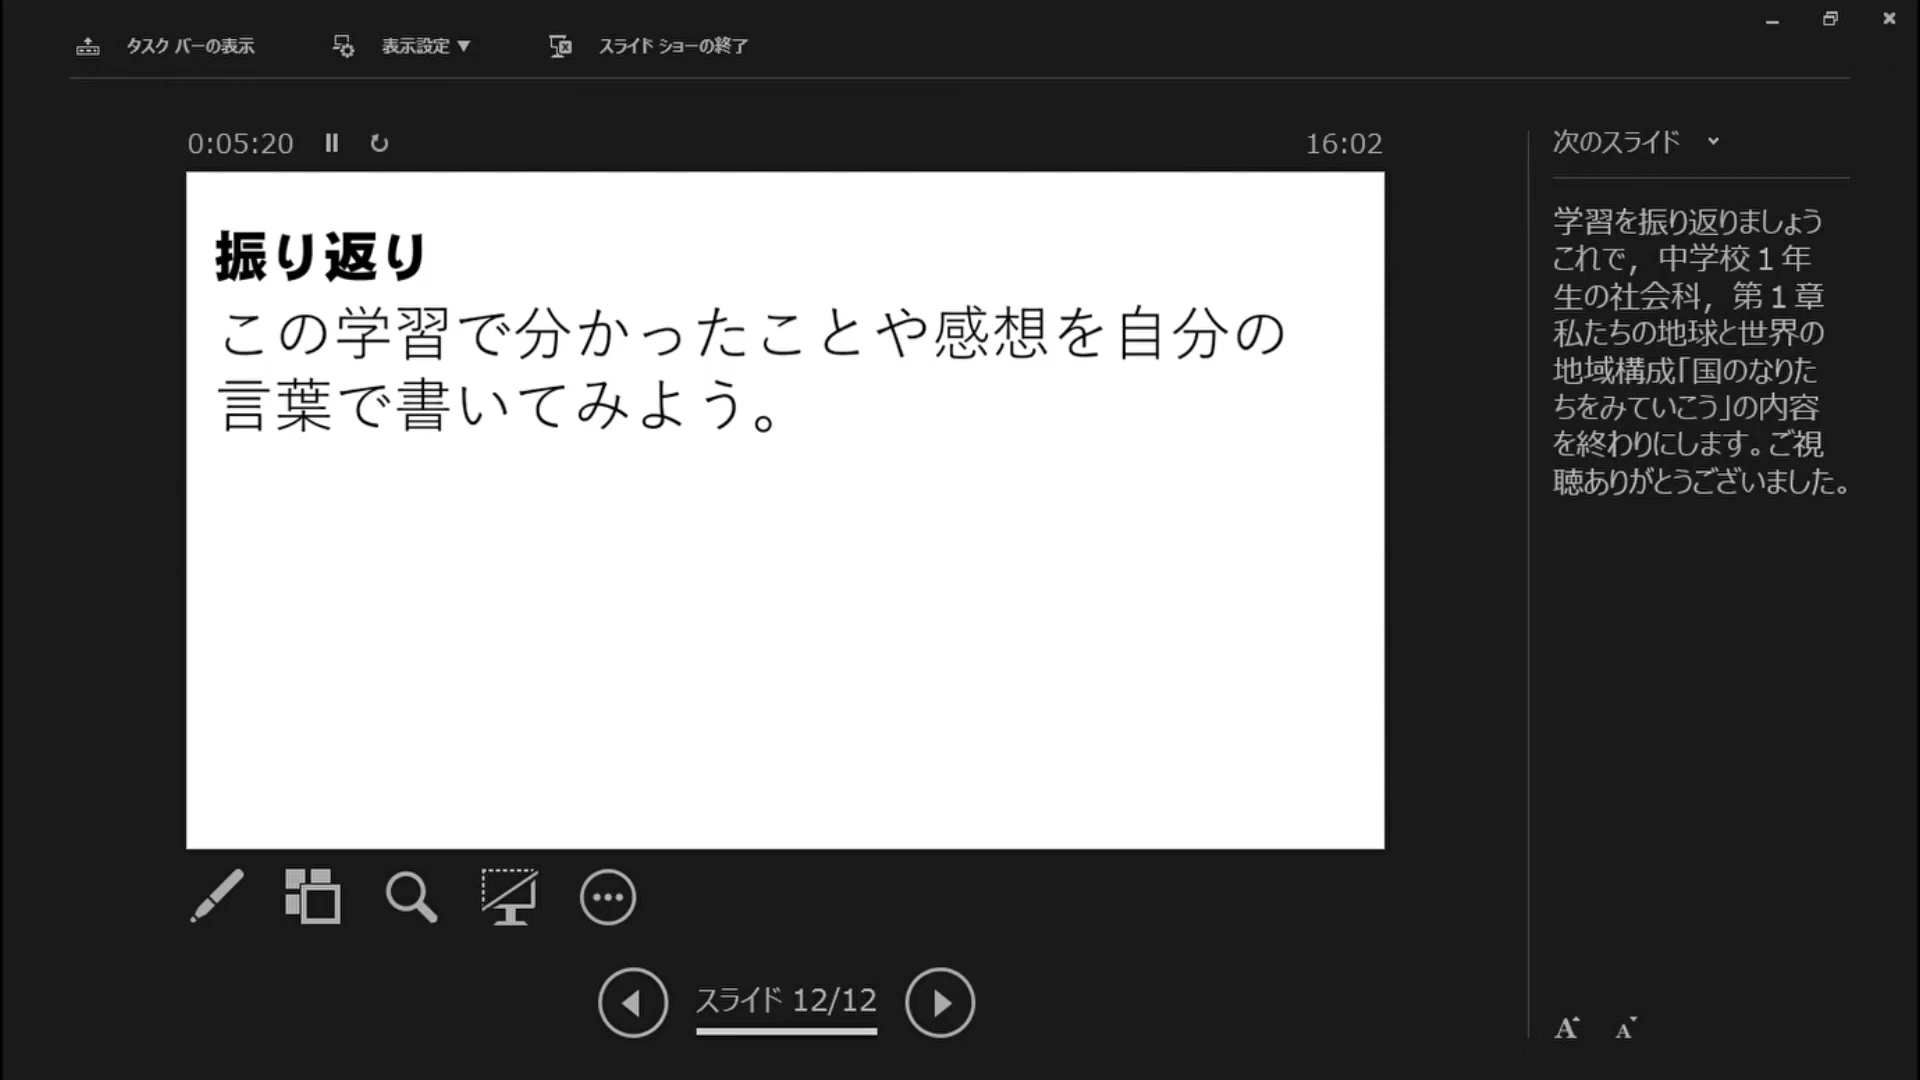 タスク バーの表示
表示設定 ▼
スライド ショーの終了
0:05:20
16:02
振り返り
この学習で分かったことや感想を自分の
言葉で書いてみよう。
スライド 12/12
次のスライド
学習を振り返りましょう
これで，中学校１年
生の社会科，第１章
私たちの地球と世界の
地域構成「国のなりた
ちをみていこう」の内容
を終わりにします。ご視
聴ありがとうございました。
A
A